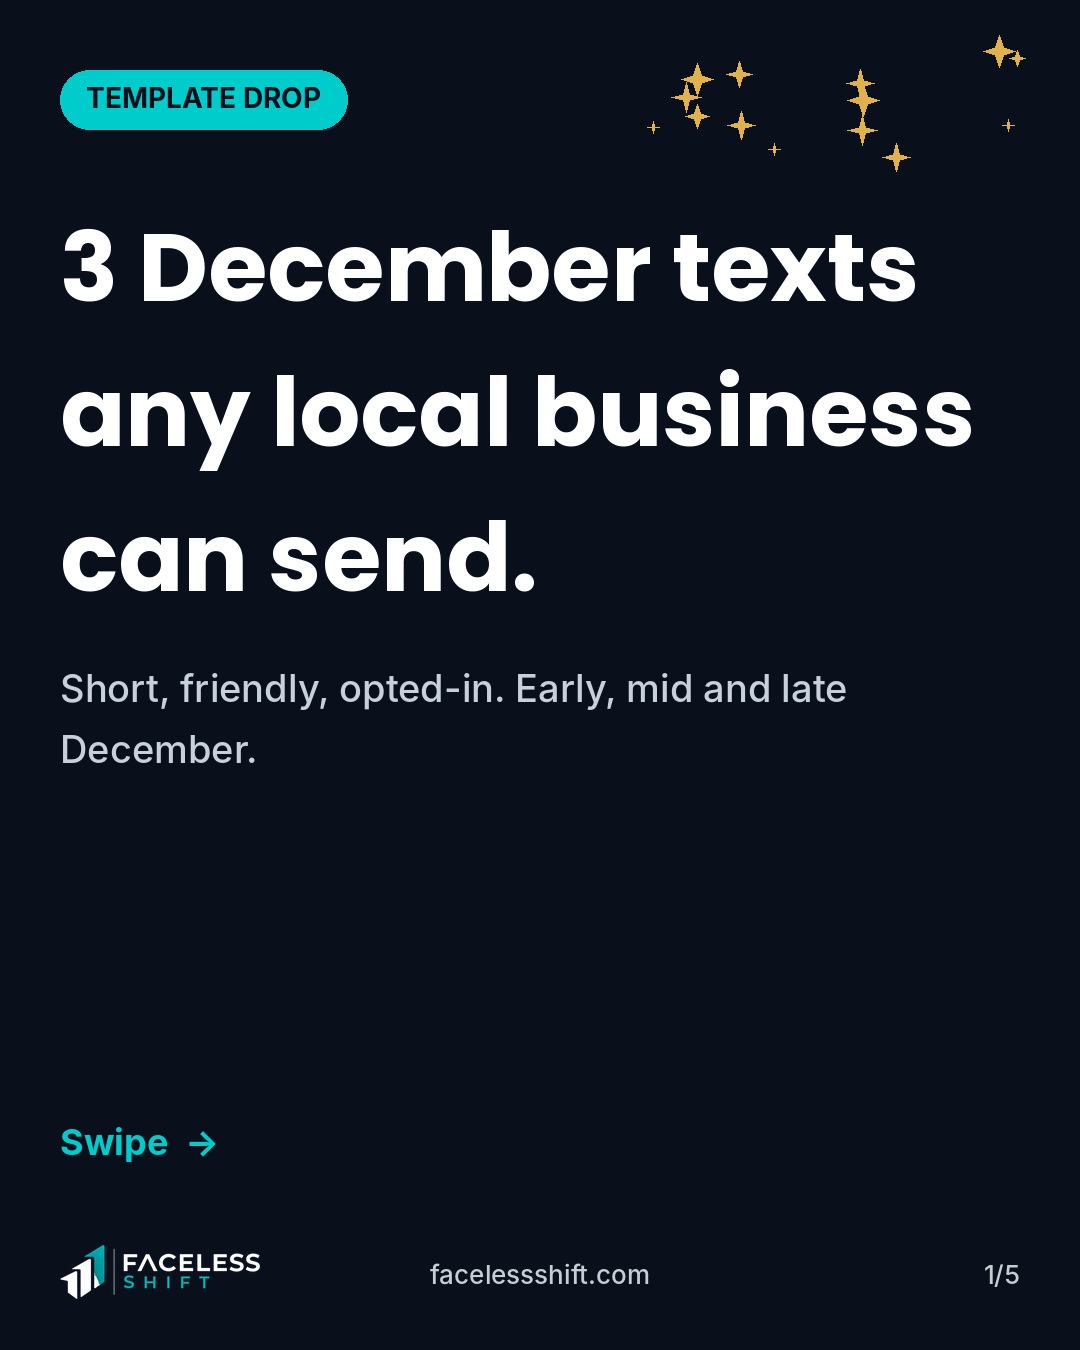 TEMPLATE DROP
3 December texts
any local business
can send.
Short, friendly, opted-in. Early, mid and late
December.
Swipe →
FACELESS
SHIFT
facelessshift.com
1/5